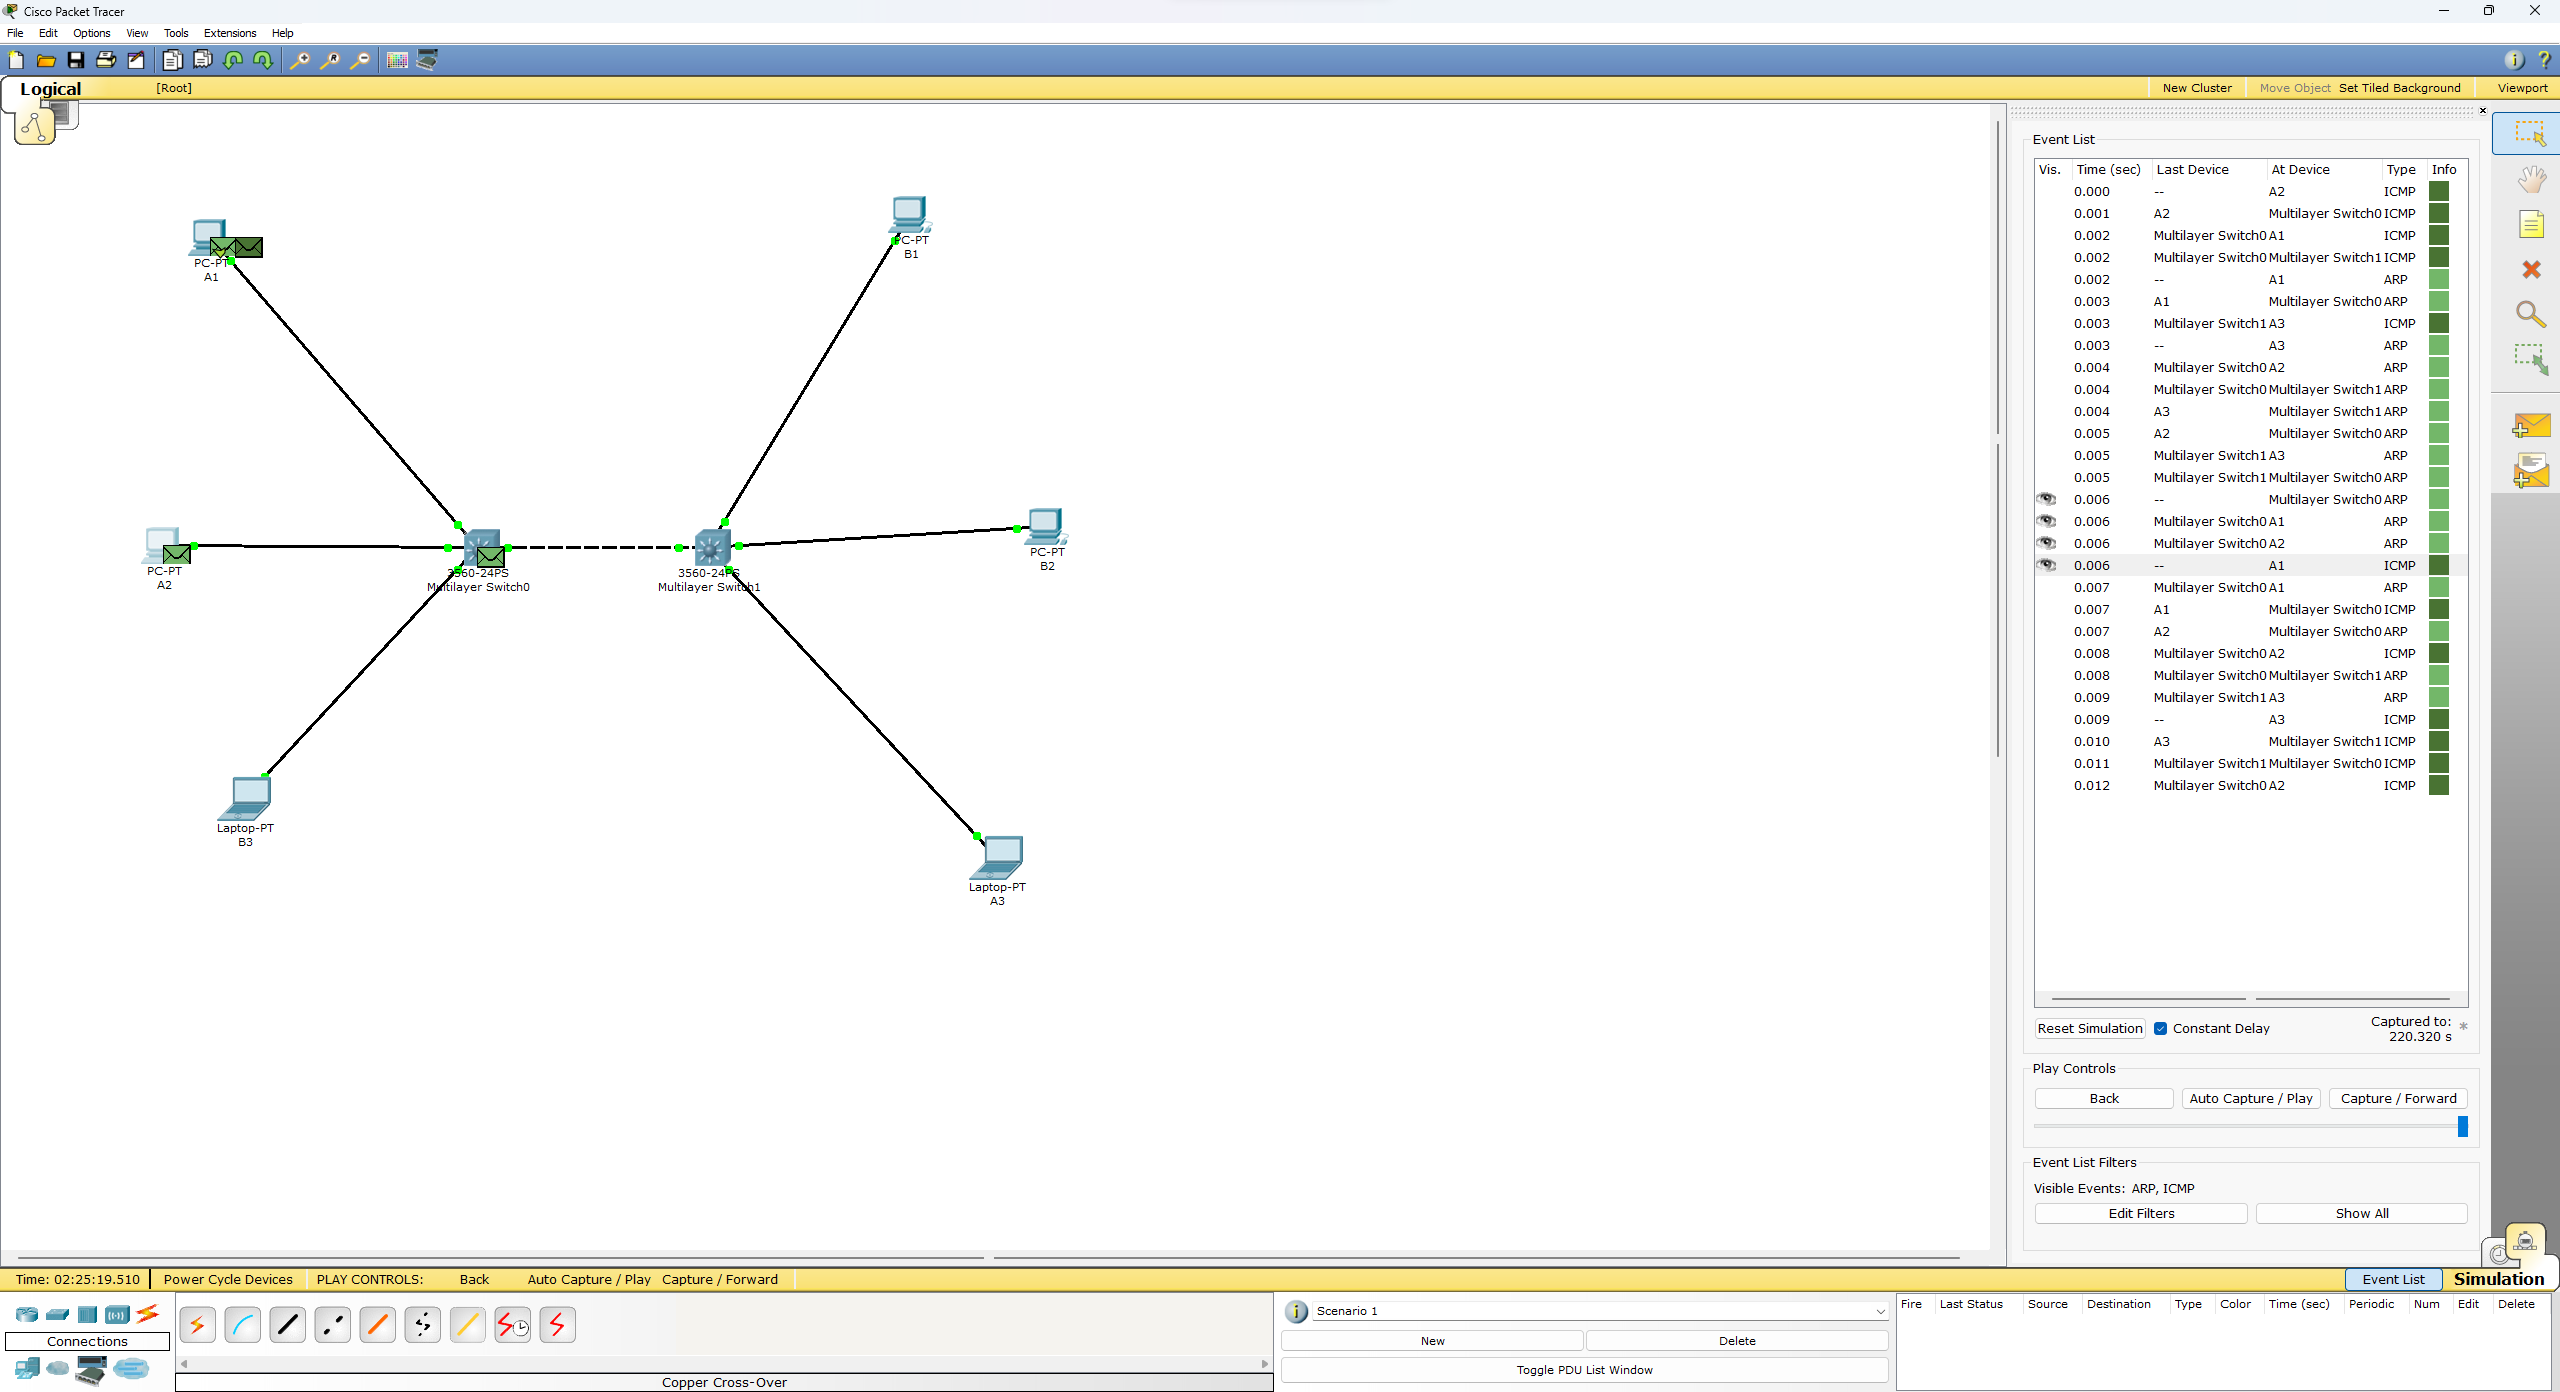 Cisco Packet Tracer
File Edit Options View Tools Extensions Help
Logical [Root] New Cluster Move Object Set Tiled Background Viewport
PC-PT
A1
PC-PT
B1
PC-PT
A2
3560-24PS
Multilayer Switch0
3560-24PS
Multilayer Switch1
PC-PT
B2
Laptop-PT
B3
Laptop-PT
A3
Event List
Vis. Time (sec) Last Device At Device Type Info
0.000 -- A2 ICMP
0.001 A2 Multilayer Switch0 ICMP
0.002 Multilayer Switch0 A1 ICMP
0.002 Multilayer Switch0 Multilayer Switch1 ICMP
0.002 -- A1 ARP
0.003 A1 Multilayer Switch0 ARP
0.003 Multilayer Switch1 A3 ICMP
0.003 -- A3 ARP
0.004 Multilayer Switch0 A2 ARP
0.004 Multilayer Switch0 Multilayer Switch1 ARP
0.004 A3 Multilayer Switch1 ARP
0.005 A2 Multilayer Switch0 ARP
0.005 Multilayer Switch1 A3 ARP
0.005 Multilayer Switch1 Multilayer Switch0 ARP
0.006 -- Multilayer Switch0 ARP
0.006 Multilayer Switch0 A1 ARP
0.006 Multilayer Switch0 A2 ARP
0.006 -- A1 ICMP
0.007 Multilayer Switch0 A1 ARP
0.007 A1 Multilayer Switch0 ICMP
0.007 A2 Multilayer Switch0 ARP
0.008 Multilayer Switch0 A2 ICMP
0.008 Multilayer Switch0 Multilayer Switch1 ARP
0.009 Multilayer Switch1 A3 ARP
0.009 -- A3 ICMP
0.010 A3 Multilayer Switch1 ICMP
0.011 Multilayer Switch1 Multilayer Switch0 ICMP
0.012 Multilayer Switch0 A2 ICMP
Reset Simulation Constant Delay Captured to: *
220.320 s
Play Controls
Back Auto Capture / Play Capture / Forward
Event List Filters
Visible Events: ARP, ICMP
Edit Filters Show All
Time: 02:25:19.510 Power Cycle Devices PLAY CONTROLS: Back Auto Capture / Play Capture / Forward Event List Simulation
Connections
Copper Cross-Over
Scenario 1
New Delete
Toggle PDU List Window
Fire Last Status Source Destination Type Color Time (sec) Periodic Num Edit Delete